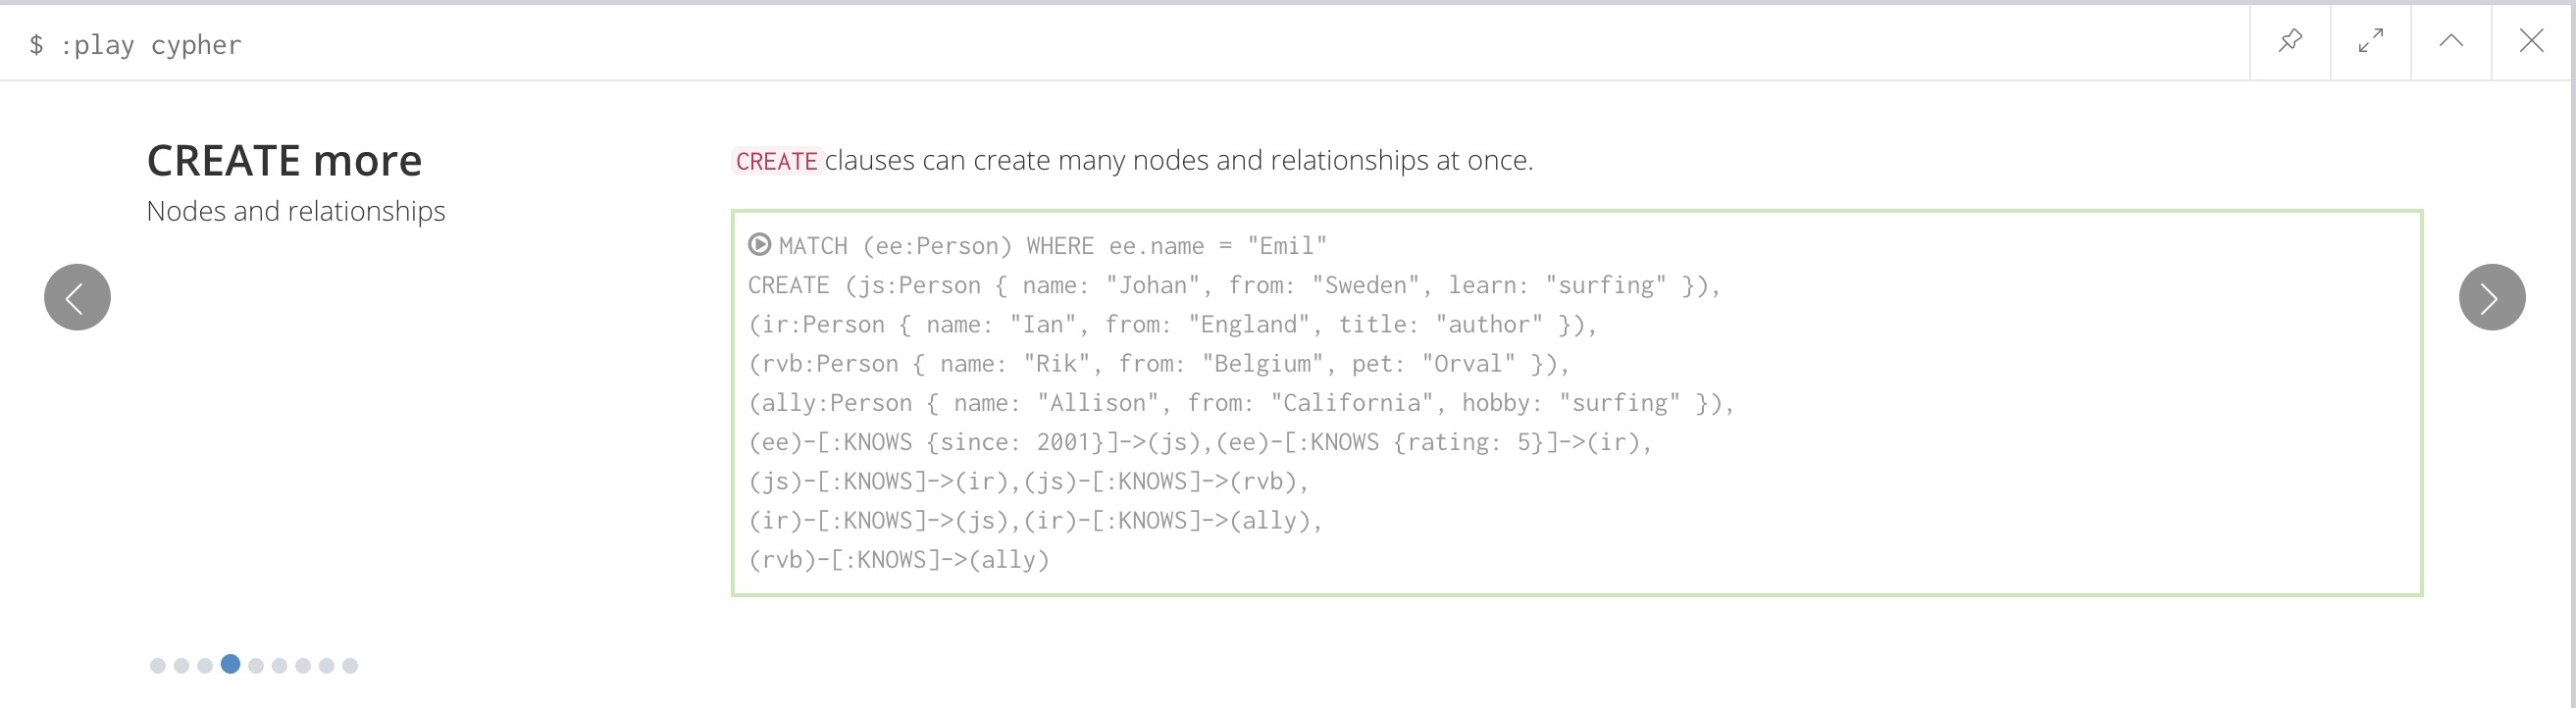 $ :play cypher
CREATE more
Nodes and relationships
CREATE clauses can create many nodes and relationships at once.
MATCH (ee:Person) WHERE ee.name = "Emil"
CREATE (js:Person { name: "Johan", from: "Sweden", learn: "surfing" }),
(ir:Person { name: "Ian", from: "England", title: "author" }),
(rvb:Person { name: "Rik", from: "Belgium", pet: "Orval" }),
(ally:Person { name: "Allison", from: "California", hobby: "surfing" }),
(ee)-[:KNOWS {since: 2001}]->(js),(ee)-[:KNOWS {rating: 5}]->(ir),
(js)-[:KNOWS]->(ir),(js)-[:KNOWS]->(rvb),
(ir)-[:KNOWS]->(js),(ir)-[:KNOWS]->(ally),
(rvb)-[:KNOWS]->(ally)